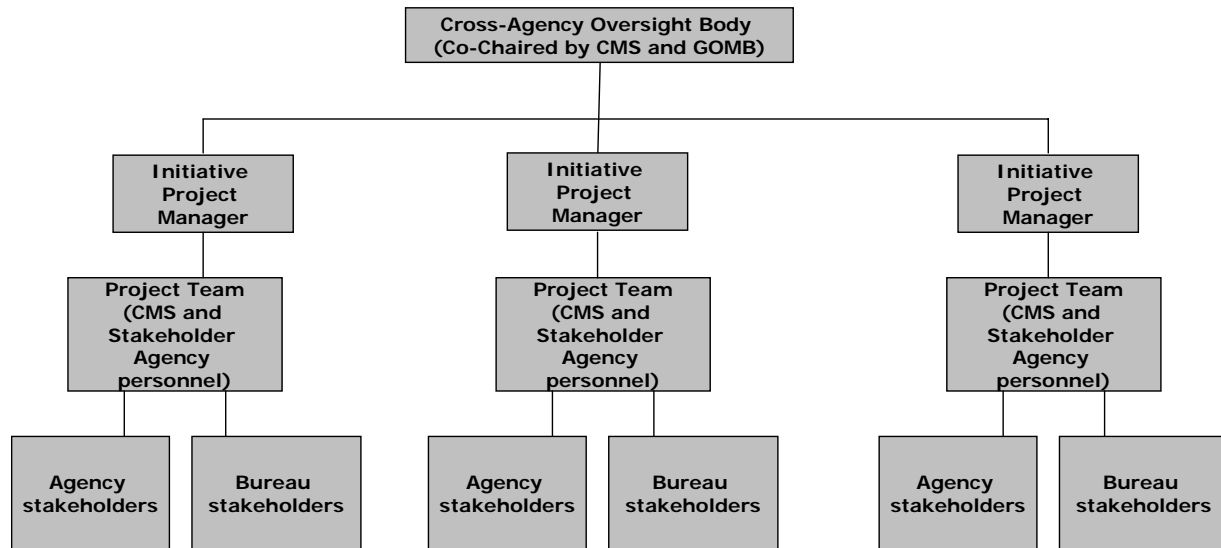 Cross-Agency Oversight Body
(Co-Chaired by CMS and GOMB)
Initiative
Project
Manager
Initiative
Project
Manager
Initiative
Project
Manager
Project Team
(CMS and
Stakeholder
Agency
personnel)
Project Team
(CMS and
Stakeholder
Agency
personnel)
Project Team
(CMS and
Stakeholder
Agency
personnel)
Agency
stakeholders
Bureau
stakeholders
Agency
stakeholders
Bureau
stakeholders
Agency
stakeholders
Bureau
stakeholders